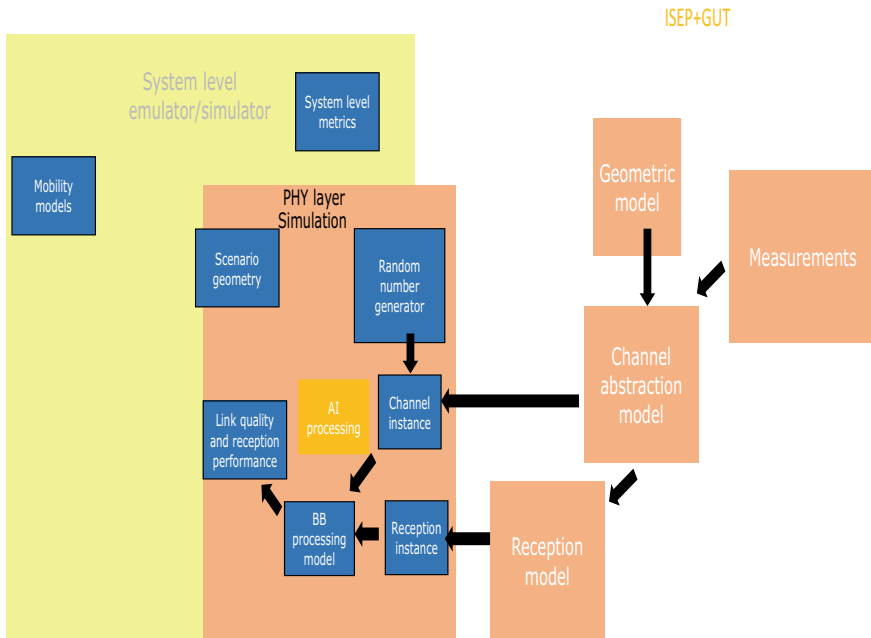 ISEP+GUT
System level
emulator/simulator
System level
metrics
Mobility
models
PHY layer
Simulation
Scenario
geometry
Random
number
generator
Geometric
model
Measurements
Channel
abstraction
model
AI
processing
Channel
instance
Link quality
and reception
performance
BB
processing
model
Reception
instance
Reception
model